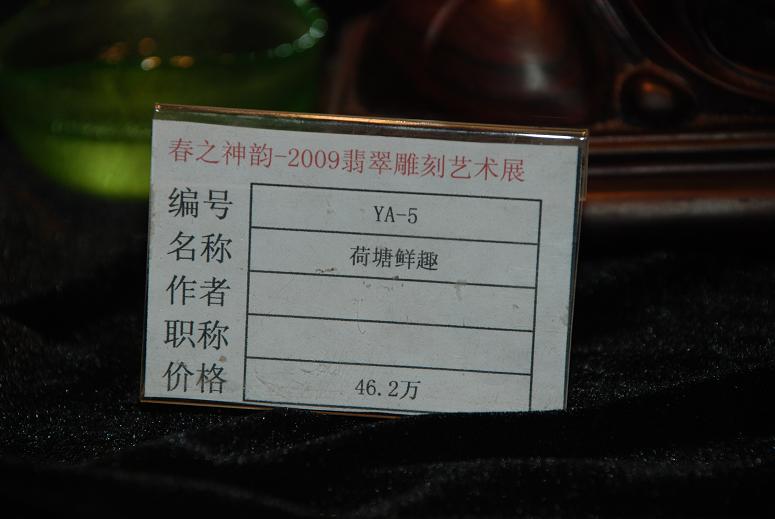 春之神韵-2009翡翠雕刻艺术展
编号 YA-5
名称 荷塘鲜趣
作者
职称
价格 46.2万